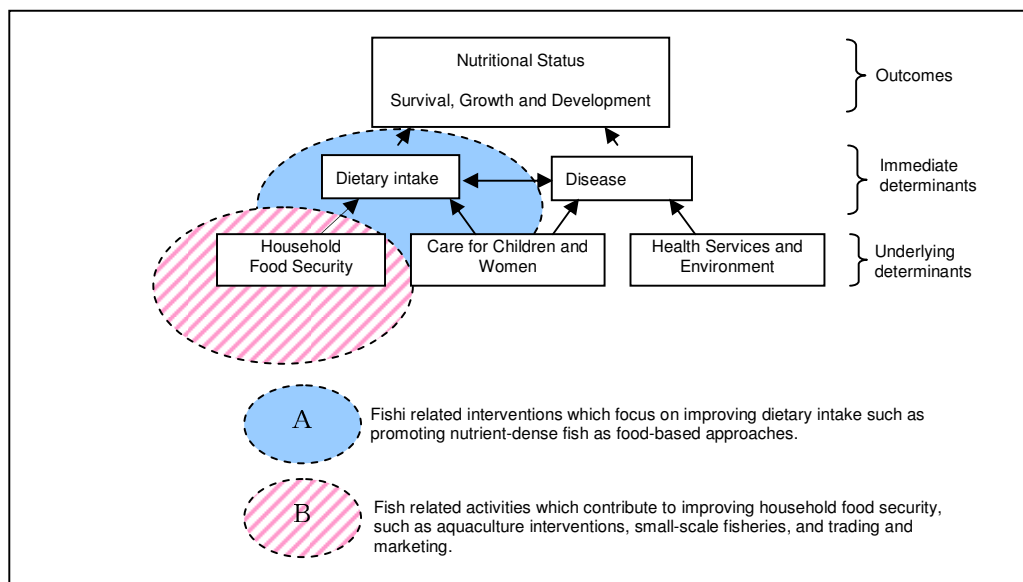 Nutritional Status
Survival, Growth and Development
Outcomes
Dietary intake
Disease
Immediate
determinants
Household
Food Security
Care for Children and
Women
Health Services and
Environment
Underlying
determinants
A
Fishi related interventions which focus on improving dietary intake such as
promoting nutrient-dense fish as food-based approaches.
B
Fish related activities which contribute to improving household food security,
such as aquaculture interventions, small-scale fisheries, and trading and
marketing.